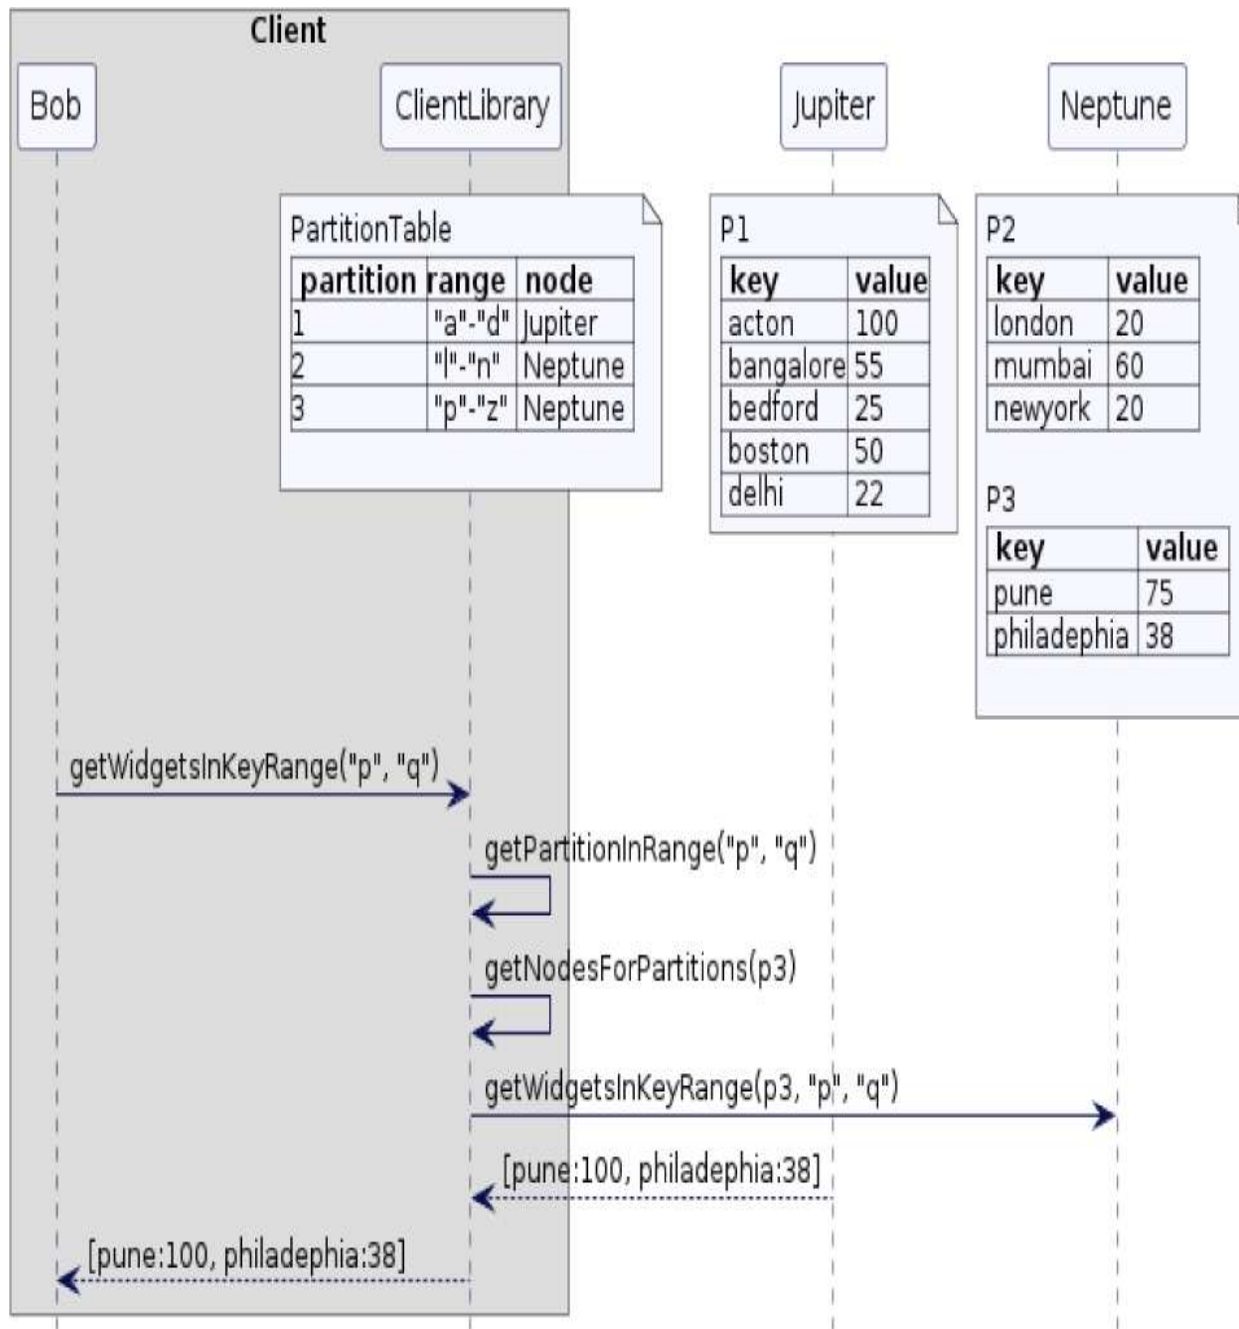 Client
Bob
ClientLibrary
Jupiter
Neptune
PartitionTable
partition range node
1 "a"-"d" Jupiter
2 "l"-"n" Neptune
3 "p"-"z" Neptune
P1
key value
acton 100
bangalore 55
bedford 25
boston 50
delhi 22
P2
key value
london 20
mumbai 60
newyork 20
P3
key value
pune 75
philadephia 38
getWidgetsInKeyRange("p", "q")
getPartitionInRange("p", "q")
getNodesForPartitions(p3)
getWidgetsInKeyRange(p3, "p", "q")
[pune:100, philadephia:38]
[pune:100, philadephia:38]